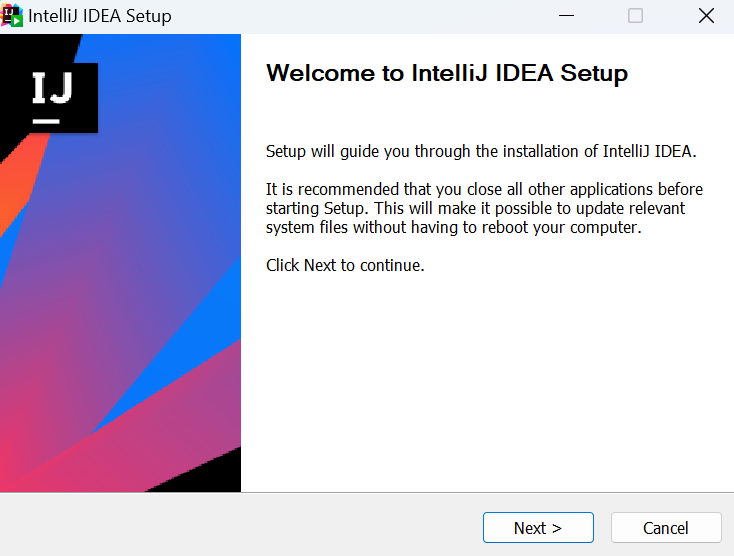 IntelliJ IDEA Setup
IJ
Welcome to IntelliJ IDEA Setup
Setup will guide you through the installation of IntelliJ IDEA.
It is recommended that you close all other applications before
starting Setup. This will make it possible to update relevant
system files without having to reboot your computer.
Click Next to continue.
Next >
Cancel